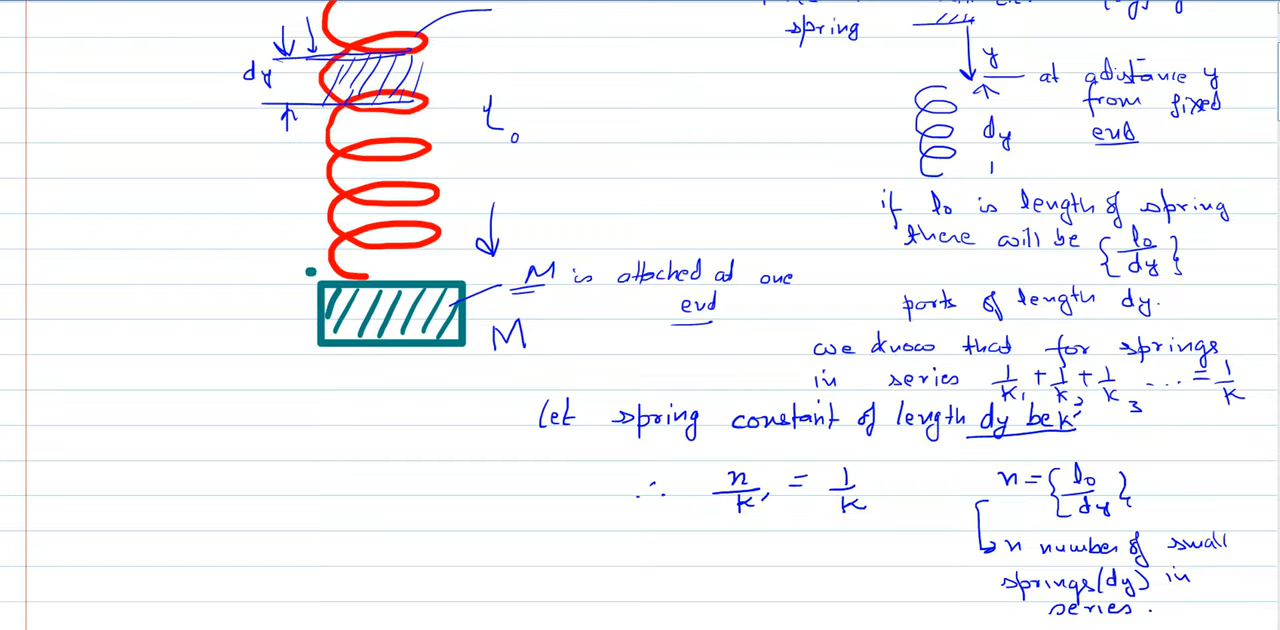 spring
dy
y
at a distance y
from fixed
end
dy
l₀
if l₀ is length of spring
there will be {l₀/dy}
parts of length dy.
M is attached at one
end
M
we know that for springs
in series 1/K₁ + 1/K₂ + 1/K₃ ... = 1/K
Let spring constant of length dy be k'
∴ n/k' = 1/K
n = {l₀/dy}
n number of small
springs(dy) in
series.